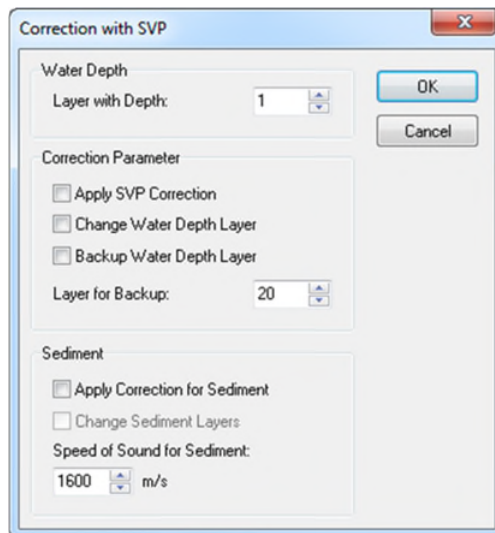 Correction with SVP
Water Depth
Layer with Depth: 1
OK
Cancel
Correction Parameter
Apply SVP Correction
Change Water Depth Layer
Backup Water Depth Layer
Layer for Backup: 20
Sediment
Apply Correction for Sediment
Change Sediment Layers
Speed of Sound for Sediment:
1600 m/s